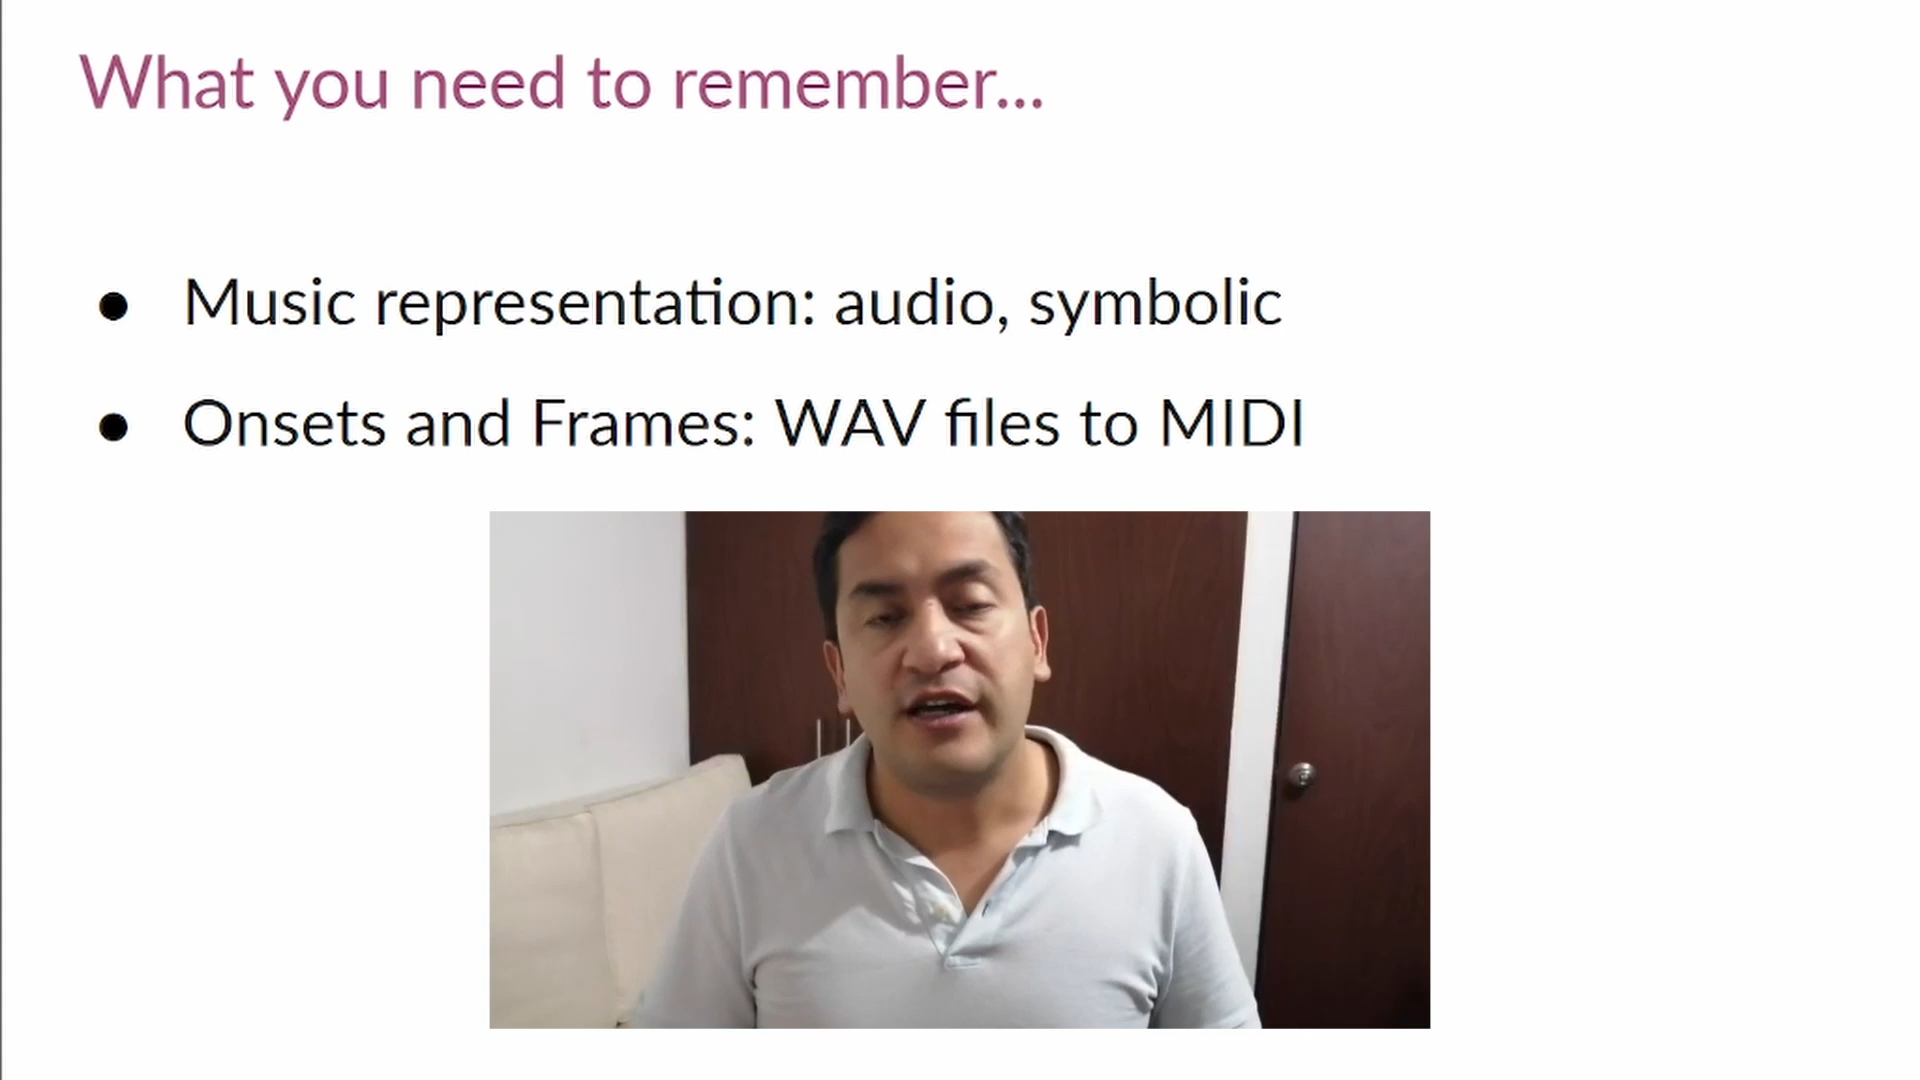 What you need to remember...
● Music representation: audio, symbolic
● Onsets and Frames: WAV files to MIDI